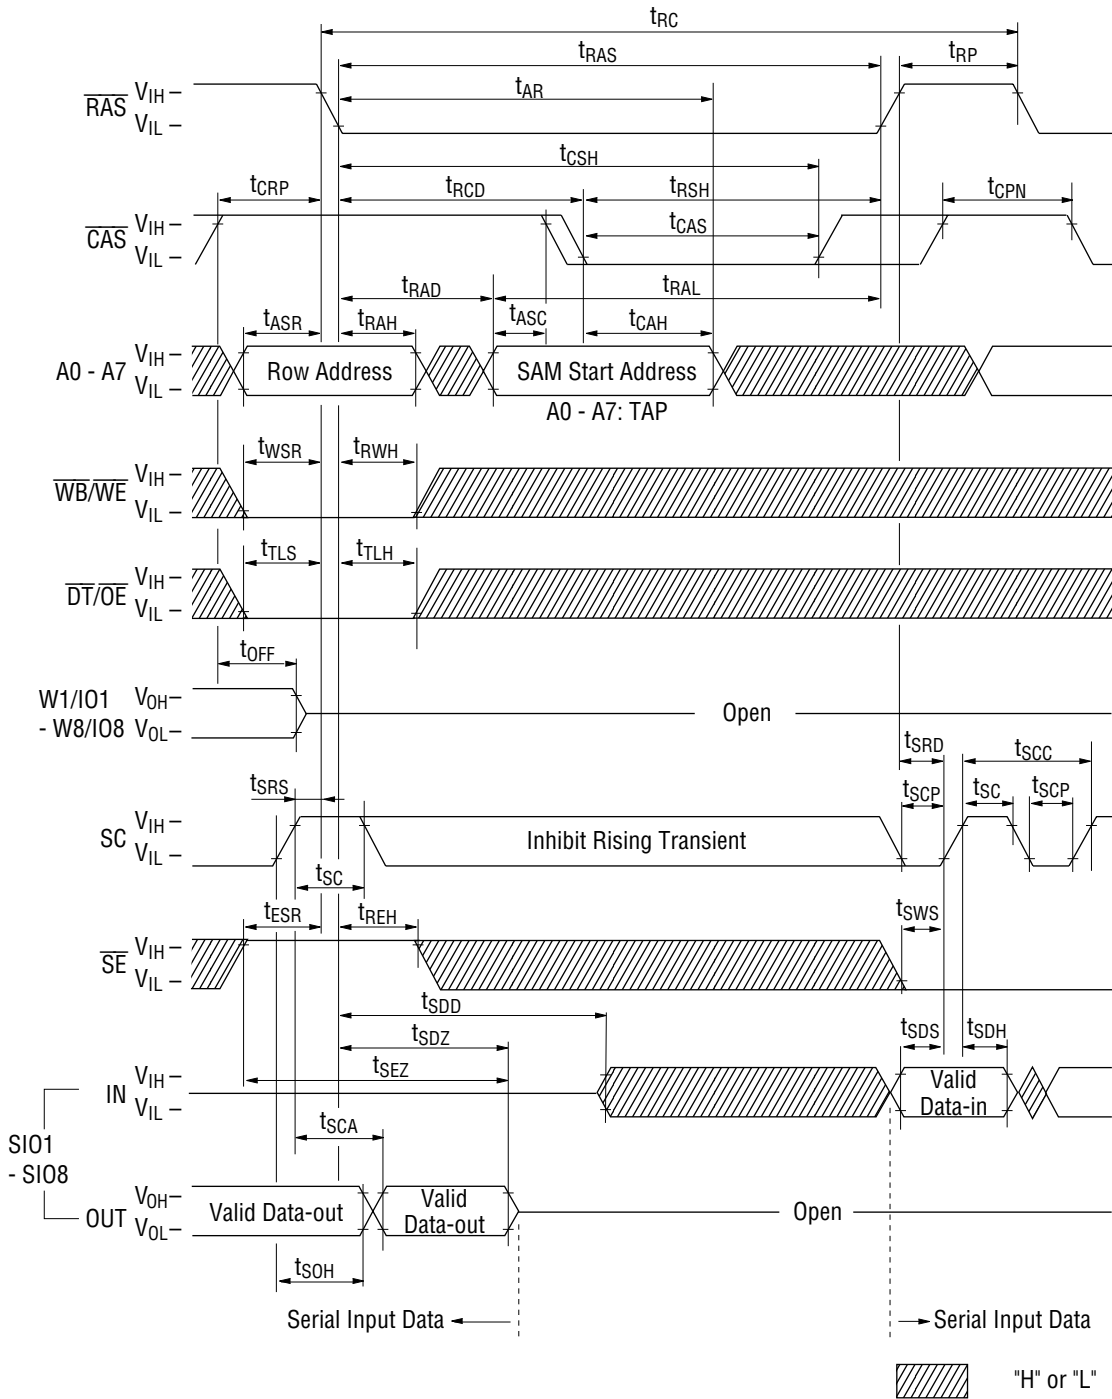 tRC
tRAS
tRP
tAR
RAS
VIH
VIL
tCSH
tCRP
tRCD
tRSH
tCPN
CAS
VIH
VIL
tCAS
tRAD
tRAL
tASR
tRAH
tASC
tCAH
A0 - A7
VIH
VIL
Row Address
SAM Start Address
A0 - A7: TAP
tWSR
tRWH
WB/WE
VIH
VIL
tTLS
tTLH
DT/OE
VIH
VIL
tOFF
W1/IO1
- W8/IO8
VOH
VOL
Open
tSRD
tSCC
tSRS
tSCP
tSC
tSCP
SC
VIH
VIL
Inhibit Rising Transient
tSC
tESR
tREH
tSWS
SE
VIH
VIL
tSDD
tSDZ
tSDS
tSDH
tSEZ
IN
VIH
VIL
Valid
Data-in
tSCA
SIO1
- SIO8
OUT
VOH
VOL
Valid Data-out
Valid
Data-out
Open
tSOH
Serial Input Data
Serial Input Data
"H" or "L"